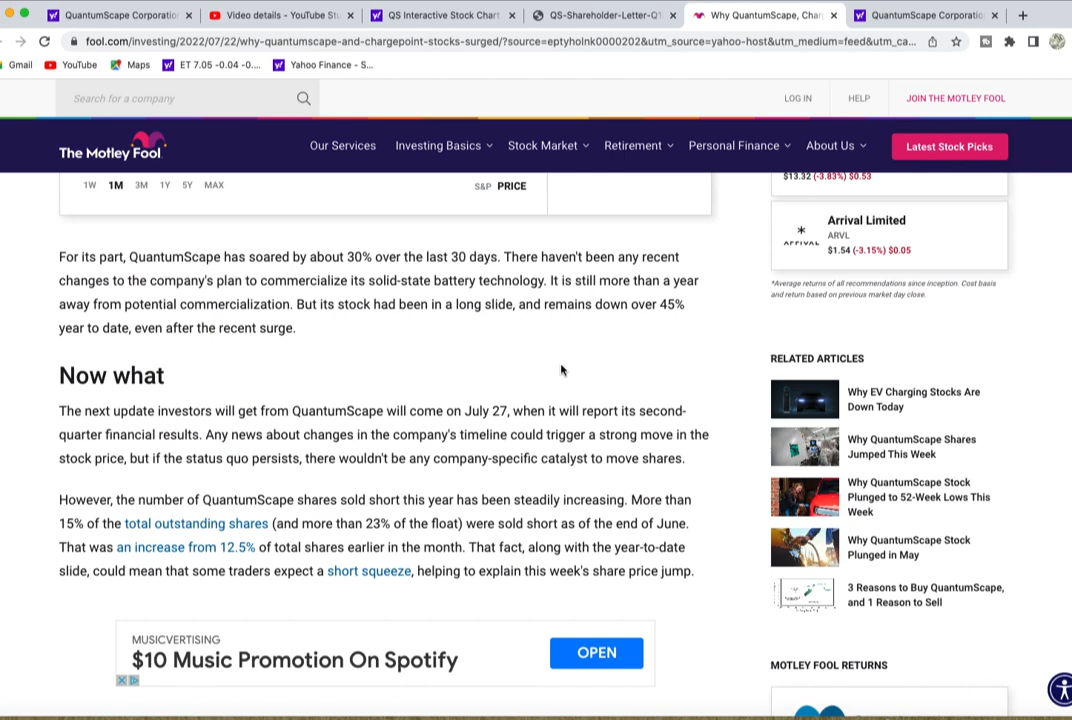 QuantumScape Corporatio
Video details - YouTube Stu
QS Interactive Stock Chart
QS-Shareholder-Letter-Q1
Why QuantumScape, Char
QuantumScape Corporatio
fool.com/investing/2022/07/22/why-quantumscape-and-chargepoint-stocks-surged/?source=eptyholnk0000202&utm_source=yahoo-host&utm_medium=feed&utm_ca...
Gmail
YouTube
Maps
ET 7.05 -0.04 -0....
Yahoo Finance - S...
Search for a company
LOG IN
HELP
JOIN THE MOTLEY FOOL
The Motley Fool
Our Services
Investing Basics
Stock Market
Retirement
Personal Finance
About Us
Latest Stock Picks
1W 1M 3M 1Y 5Y MAX
S&P PRICE
For its part, QuantumScape has soared by about 30% over the last 30 days. There haven't been any recent
changes to the company's plan to commercialize its solid-state battery technology. It is still more than a year
away from potential commercialization. But its stock had been in a long slide, and remains down over 45%
year to date, even after the recent surge.
Now what
The next update investors will get from QuantumScape will come on July 27, when it will report its second-
quarter financial results. Any news about changes in the company's timeline could trigger a strong move in the
stock price, but if the status quo persists, there wouldn't be any company-specific catalyst to move shares.
However, the number of QuantumScape shares sold short this year has been steadily increasing. More than
15% of the total outstanding shares (and more than 23% of the float) were sold short as of the end of June.
That was an increase from 12.5% of total shares earlier in the month. That fact, along with the year-to-date
slide, could mean that some traders expect a short squeeze, helping to explain this week's share price jump.
MUSICVERTISING
$10 Music Promotion On Spotify
OPEN
$13.32 (-3.83%) $0.53
ARRIVAL
Arrival Limited
ARVL
$1.54 (-3.15%) $0.05
*Average returns of all recommendations since inception. Cost basis
and return based on previous market day close.
RELATED ARTICLES
Why EV Charging Stocks Are
Down Today
Why QuantumScape Shares
Jumped This Week
Why QuantumScape Stock
Plunged to 52-Week Lows This
Week
Why QuantumScape Stock
Plunged in May
3 Reasons to Buy QuantumScape,
and 1 Reason to Sell
MOTLEY FOOL RETURNS